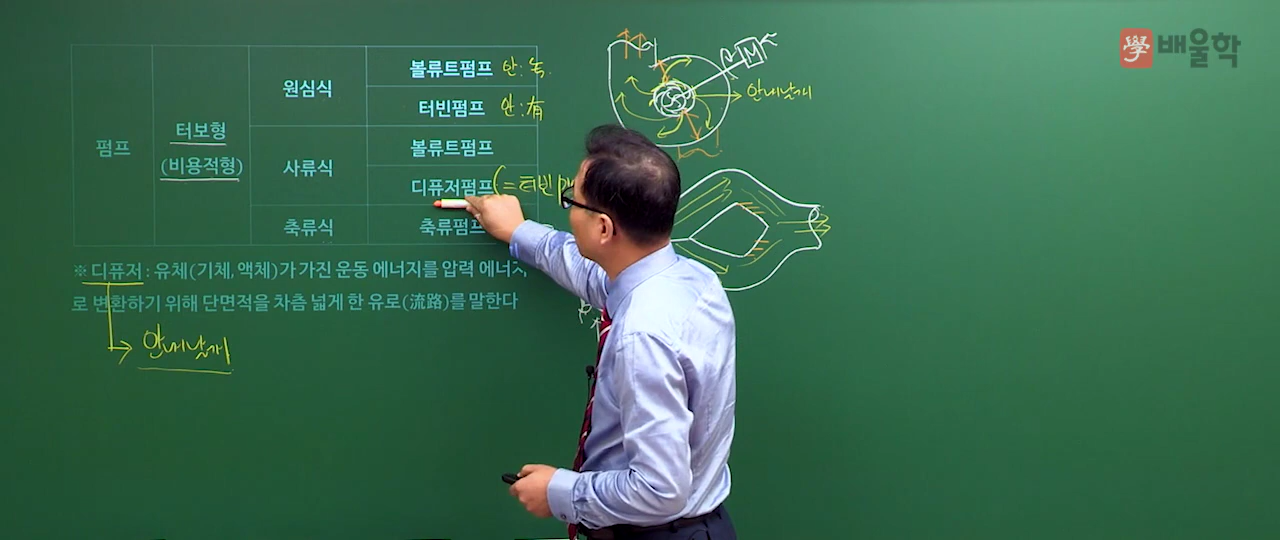 學 배울학
펌프
터보형
(비용적형)
원심식
볼류트펌프 안:
터빈펌프 안:有
사류식
볼류트펌프
디퓨저펌프 (=터빈
축류식
축류펌프
※ 디퓨저 : 유체(기체, 액체)가 가진 운동 에너지를 압력 에너지
로 변환하기 위해 단면적을 차츰 넓게 한 유로(流路)를 말한다
안내날개
M
안내날개